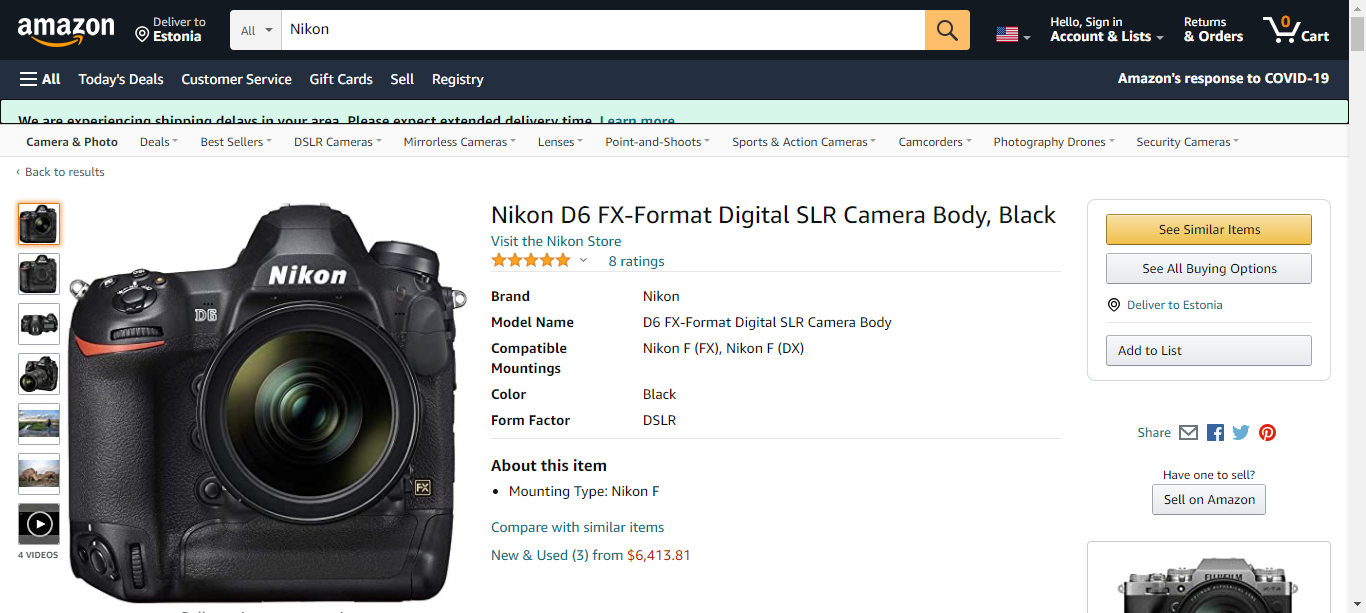 amazon
Deliver to
Estonia
All
Nikon
Hello, Sign in
Account & Lists
Returns
& Orders
0
Cart
All
Today's Deals
Customer Service
Gift Cards
Sell
Registry
Amazon's response to COVID-19
We are experiencing shipping delays in your area. Please expect extended delivery time. Learn more
Camera & Photo
Deals
Best Sellers
DSLR Cameras
Mirrorless Cameras
Lenses
Point-and-Shoots
Sports & Action Cameras
Camcorders
Photography Drones
Security Cameras
‹ Back to results
4 VIDEOS
Nikon
D6
FX
Nikon D6 FX-Format Digital SLR Camera Body, Black
Visit the Nikon Store
8 ratings
Brand Nikon
Model Name D6 FX-Format Digital SLR Camera Body
Compatible Nikon F (FX), Nikon F (DX)
Mountings
Color Black
Form Factor DSLR
About this item
• Mounting Type: Nikon F
Compare with similar items
New & Used (3) from $6,413.81
See Similar Items
See All Buying Options
Deliver to Estonia
Add to List
Share
Have one to sell?
Sell on Amazon
FUJIFILM